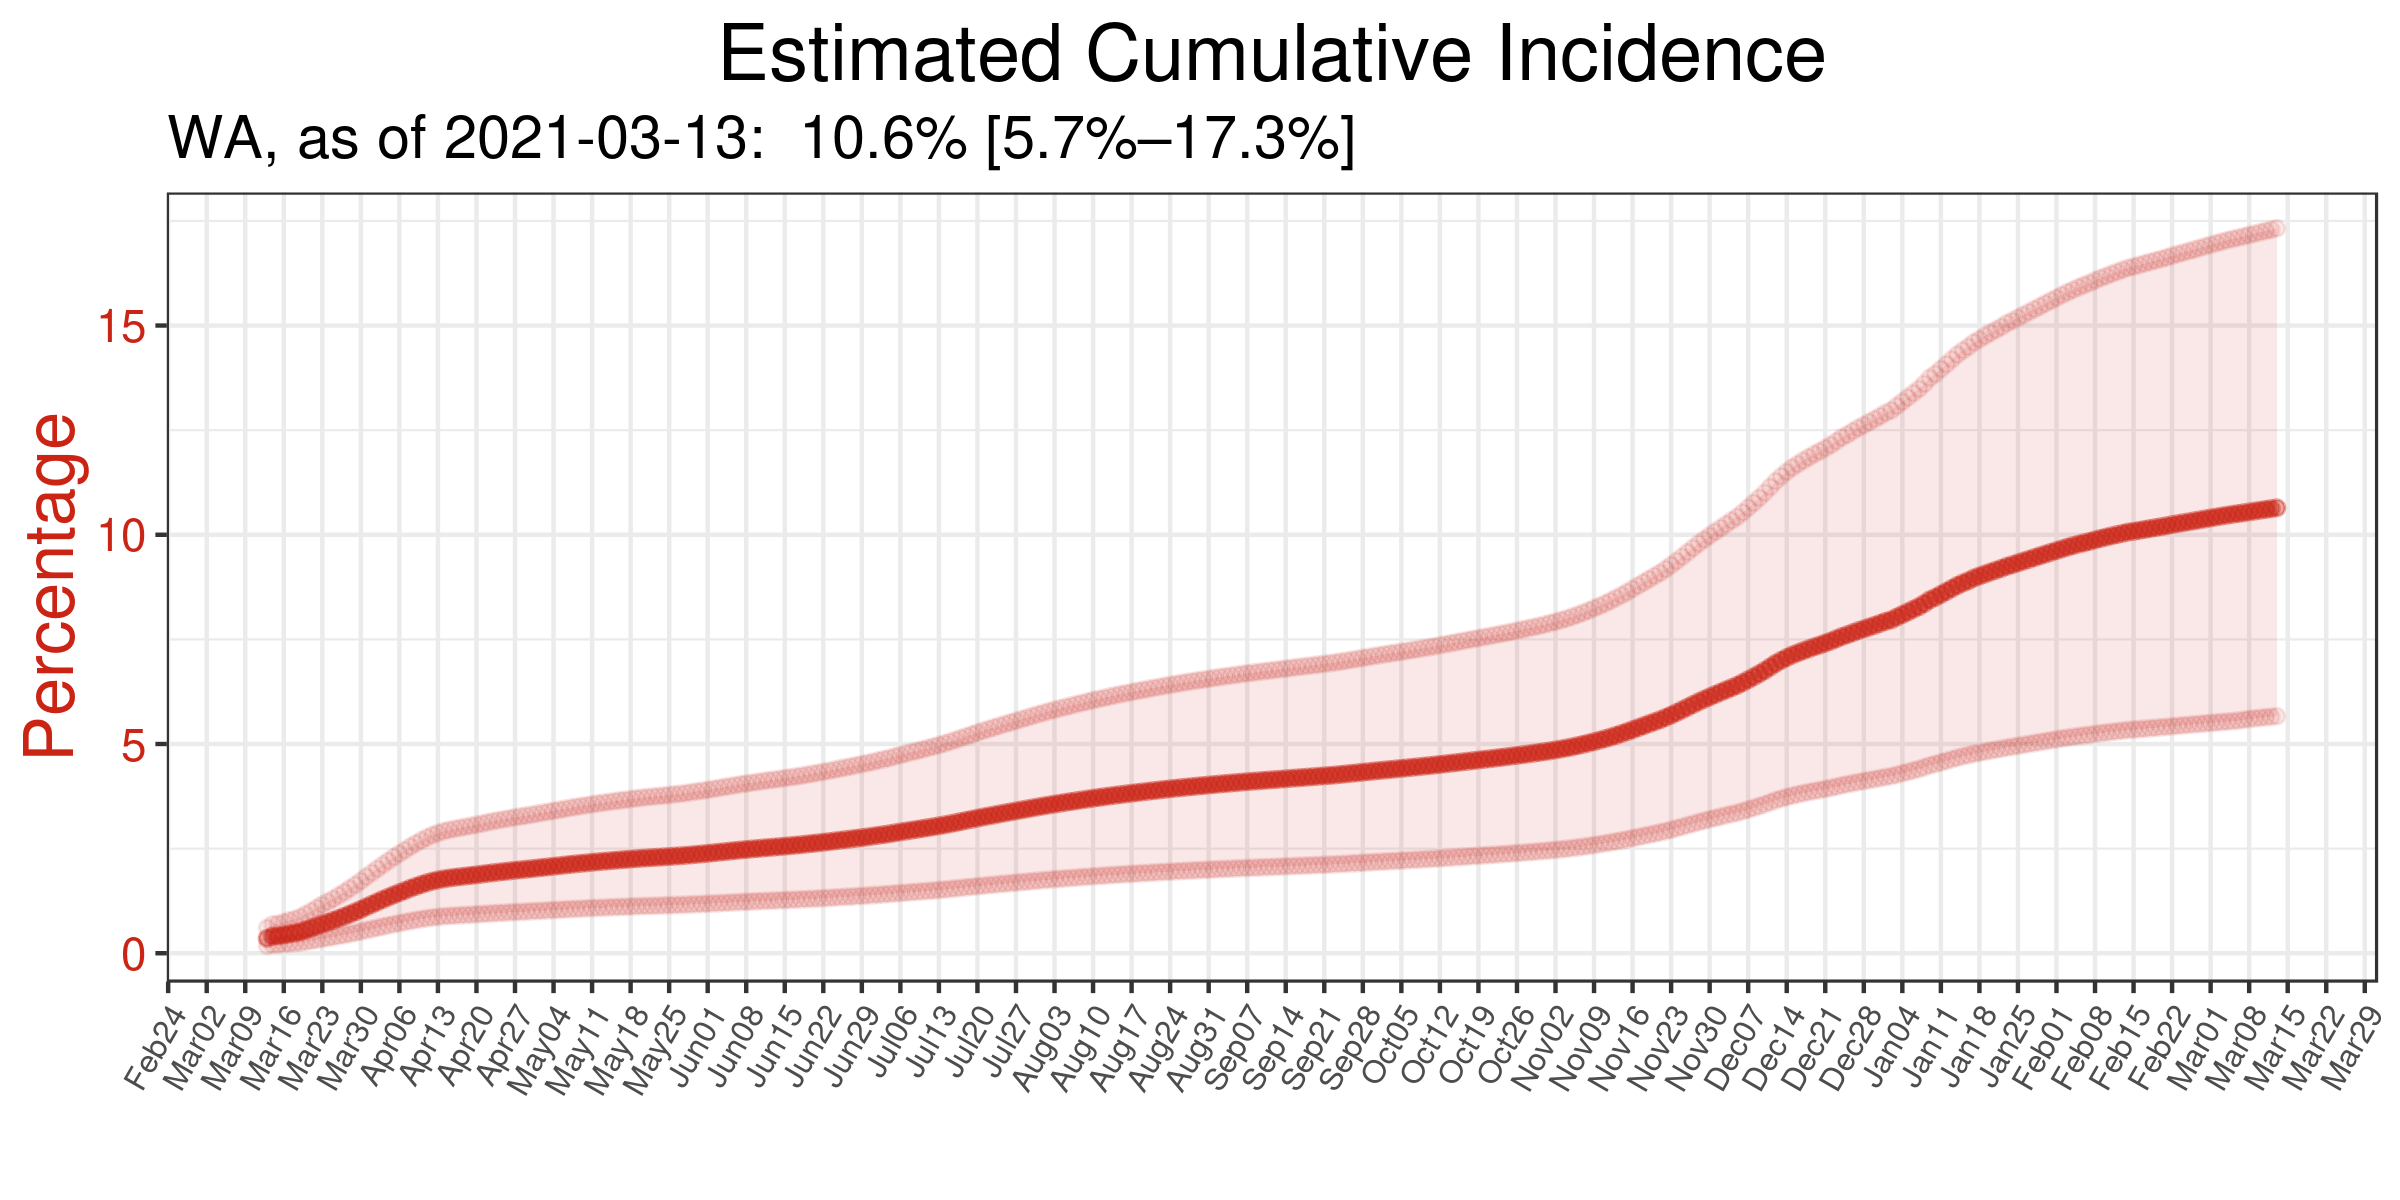 Estimated Cumulative Incidence
WA, as of 2021-03-13:  10.6% [5.7%–17.3%]
Percentage
15
10
5
0
Feb24
Mar02
Mar09
Mar16
Mar23
Mar30
Apr06
Apr13
Apr20
Apr27
May04
May11
May18
May25
Jun01
Jun08
Jun15
Jun22
Jun29
Jul06
Jul13
Jul20
Jul27
Aug03
Aug10
Aug17
Aug24
Aug31
Sep07
Sep14
Sep21
Sep28
Oct05
Oct12
Oct19
Oct26
Nov02
Nov09
Nov16
Nov23
Nov30
Dec07
Dec14
Dec21
Dec28
Jan04
Jan11
Jan18
Jan25
Feb01
Feb08
Feb15
Feb22
Mar01
Mar08
Mar15
Mar22
Mar29